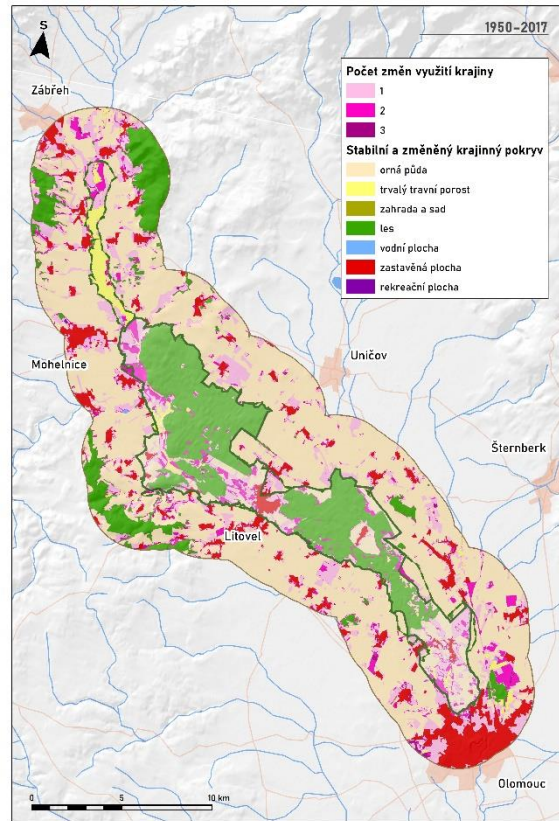 1950–2017
S
Počet změn využití krajiny
1
2
3
Stabilní a změněný krajinný pokryv
orná půda
trvalý travní porost
zahrada a sad
les
vodní plocha
zastavěná plocha
rekreační plocha
Zábřeh
Mohelnice
Uničov
Šternberk
Litovel
Olomouc
0 5 10 km